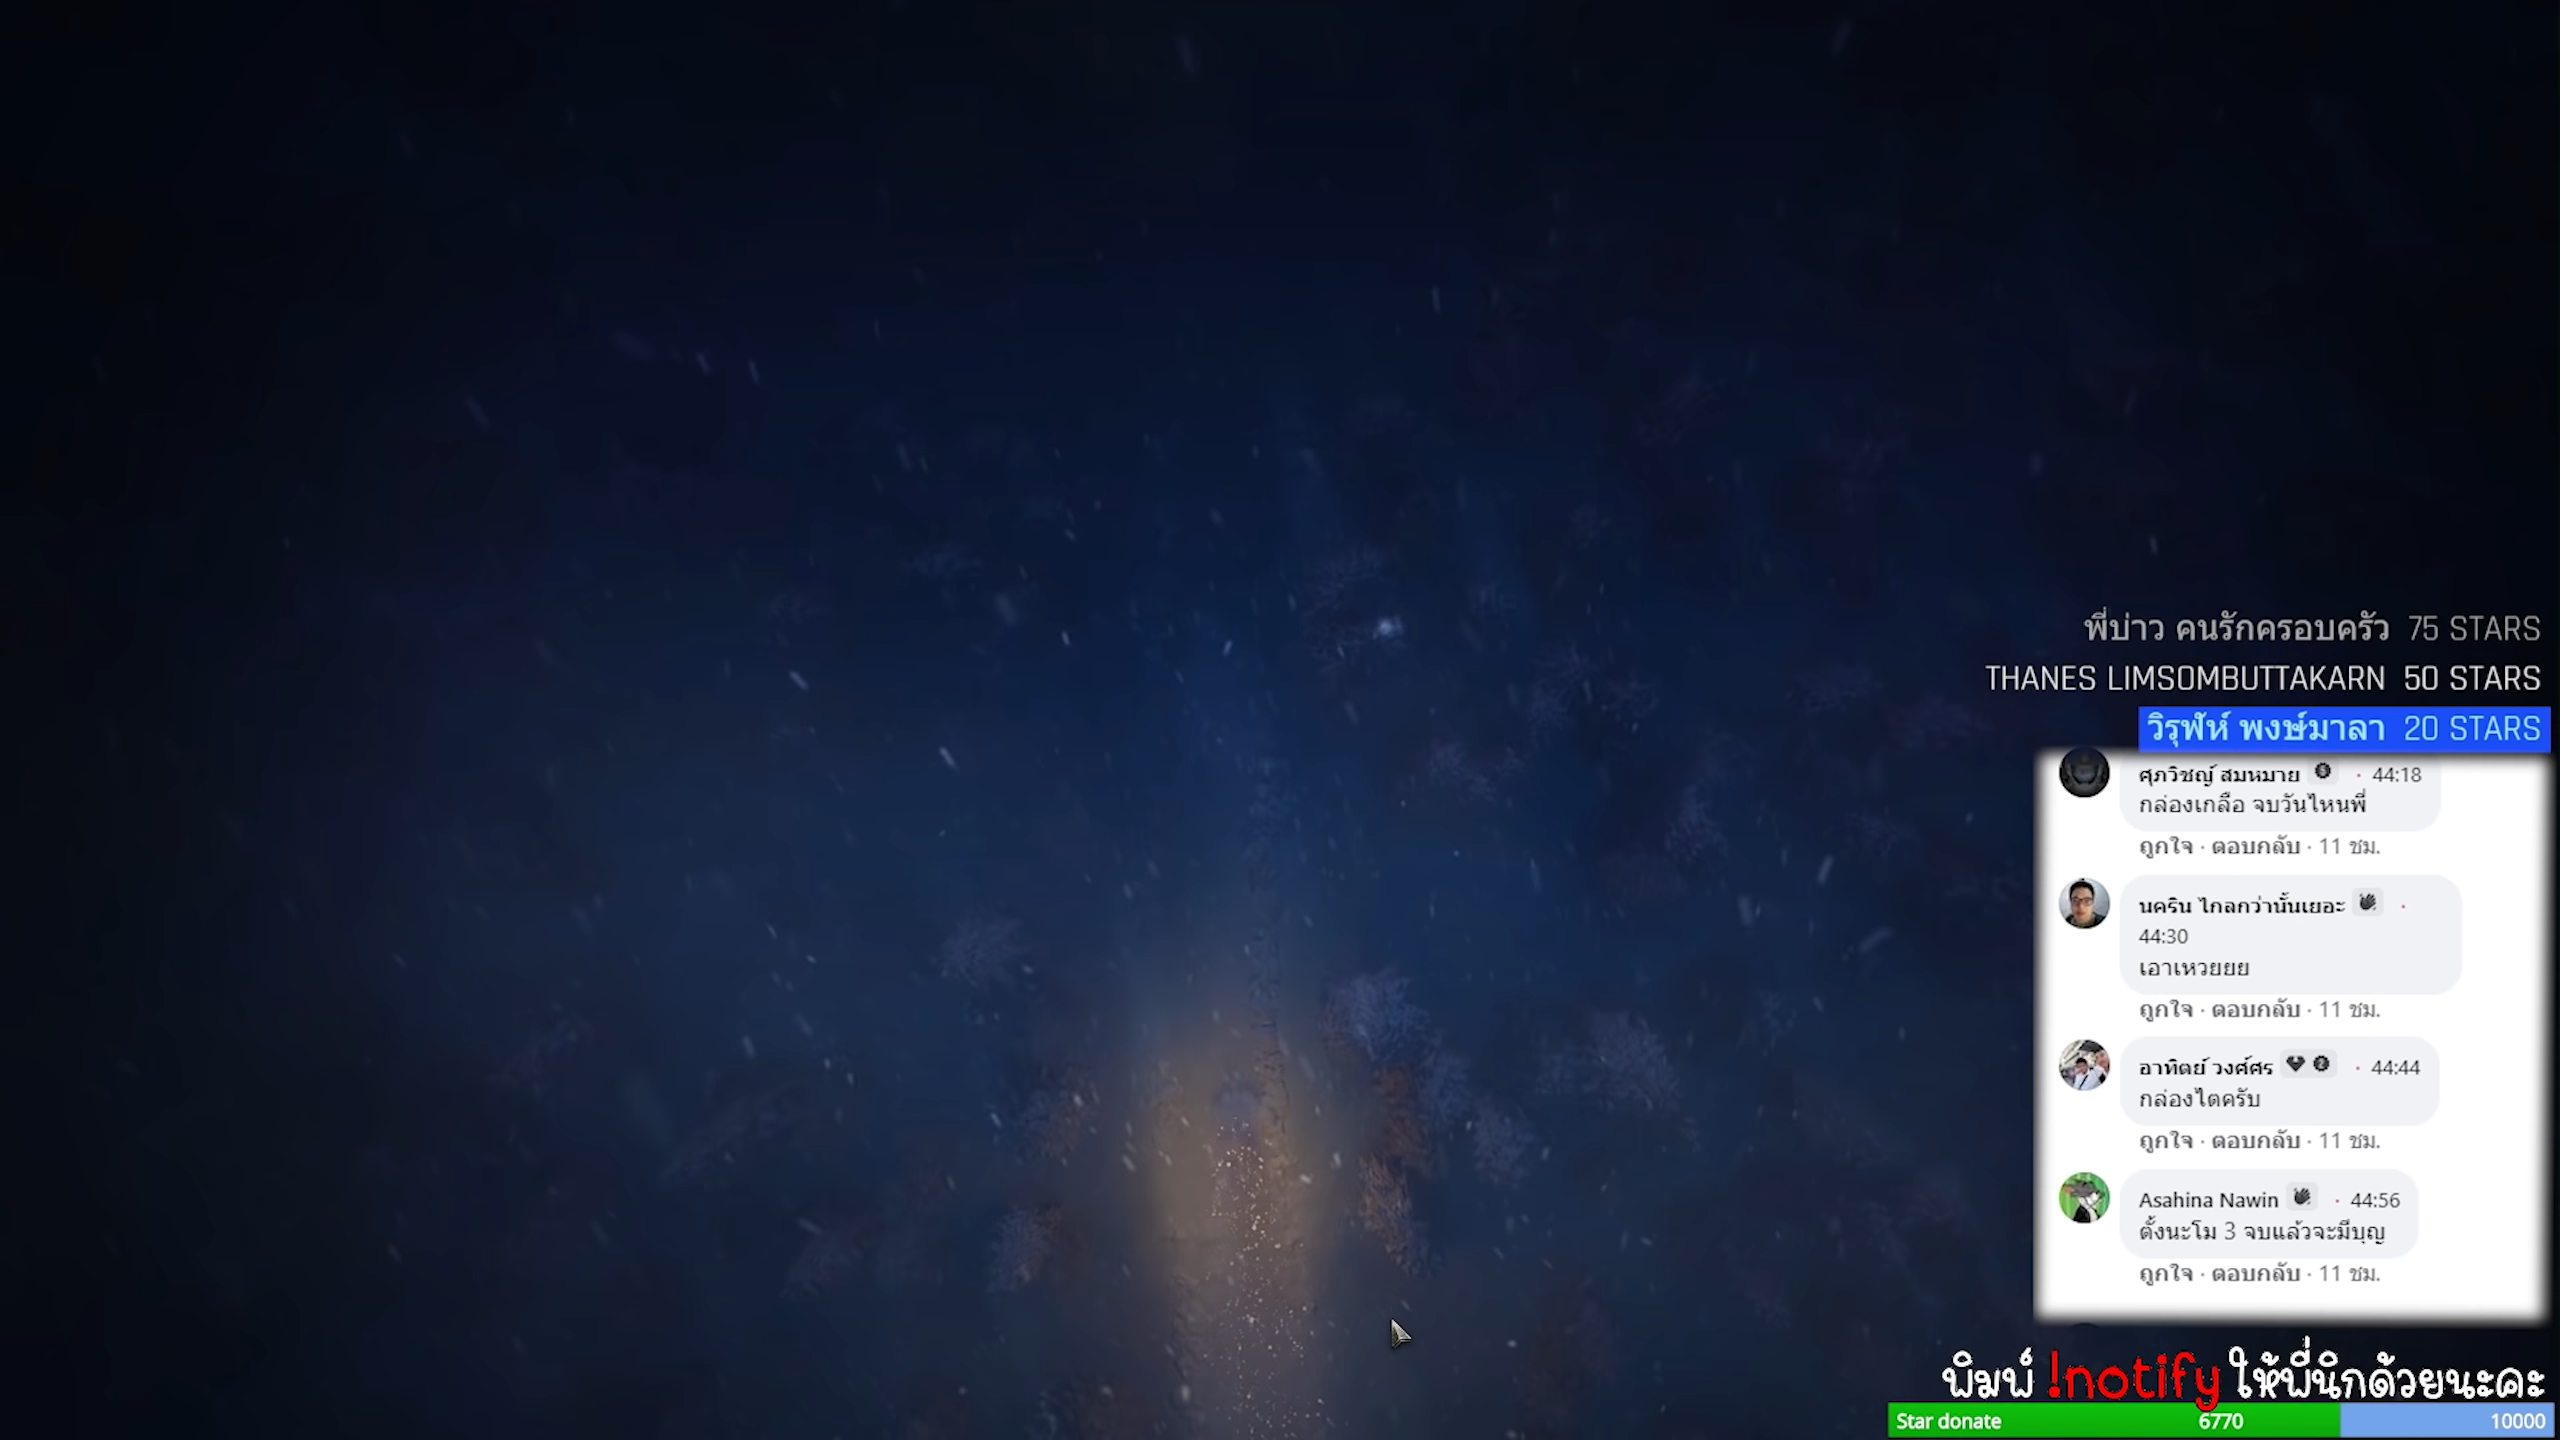 พี่บ่าว คนรักครอบครัว 75 STARS
THANES LIMSOMBUTTAKARN 50 STARS
วิรุฬห์ พงษ์มาลา 20 STARS
ศุภวิชญ์ สมหมาย · 44:18
กล่องเกลือ จบวันไหนพี่
ถูกใจ · ตอบกลับ · 11 ชม.
นคริน ไกลกว่านั้นเยอะ ·
44:30
เอาเหวยยย
ถูกใจ · ตอบกลับ · 11 ชม.
อาทิตย์ วงศ์ศร · 44:44
กล่องไตครับ
ถูกใจ · ตอบกลับ · 11 ชม.
Asahina Nawin · 44:56
ตั้งนะโม 3 จบแล้วจะมีบุญ
ถูกใจ · ตอบกลับ · 11 ชม.
พิมพ์ !notify ให้พี่นิกด้วยนะคะ
Star donate 6770 10000